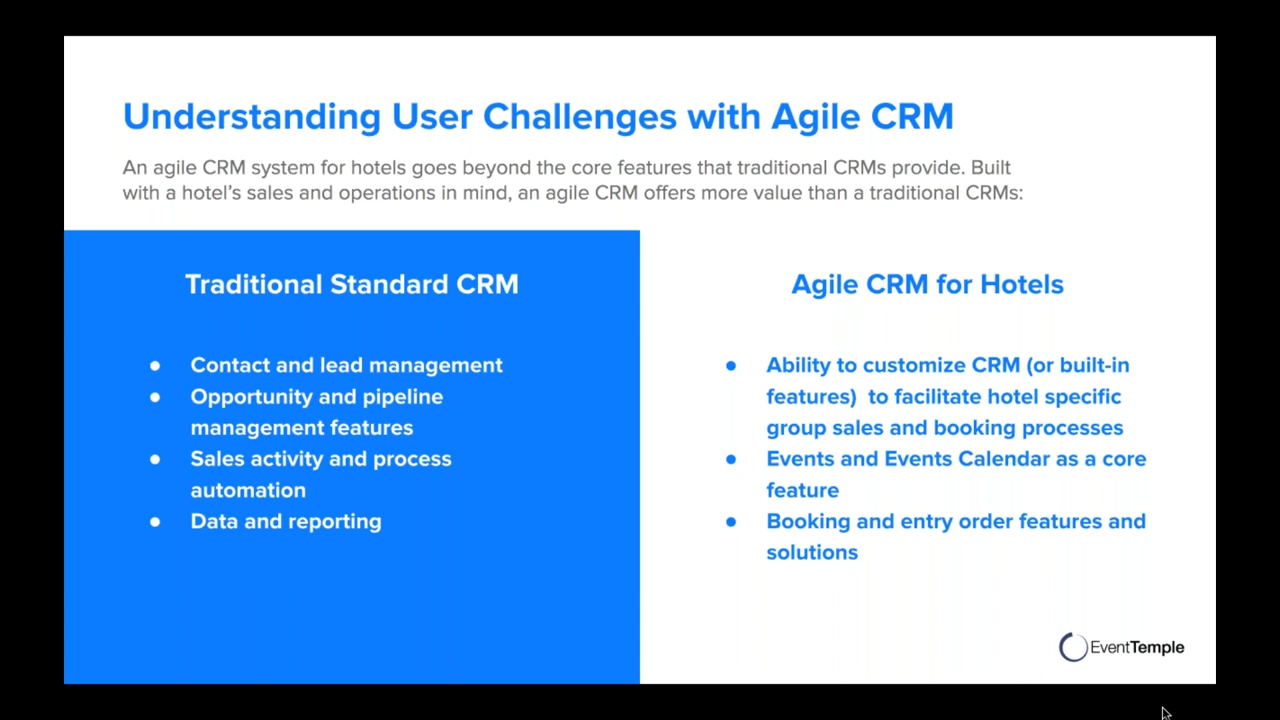 Understanding User Challenges with Agile CRM
An agile CRM system for hotels goes beyond the core features that traditional CRMs provide. Built
with a hotel's sales and operations in mind, an agile CRM offers more value than a traditional CRMs:
Traditional Standard CRM
● Contact and lead management
● Opportunity and pipeline
management features
● Sales activity and process
automation
● Data and reporting
Agile CRM for Hotels
● Ability to customize CRM (or built-in
features)  to facilitate hotel specific
group sales and booking processes
● Events and Events Calendar as a core
feature
● Booking and entry order features and
solutions
EventTemple